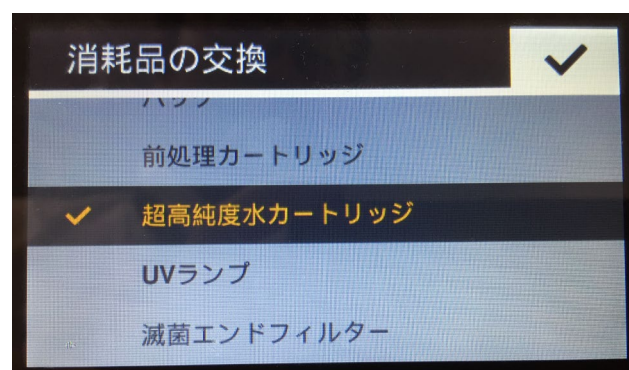 消耗品の交換
前処理カートリッジ
超高純度水カートリッジ
UVランプ
滅菌エンドフィルター